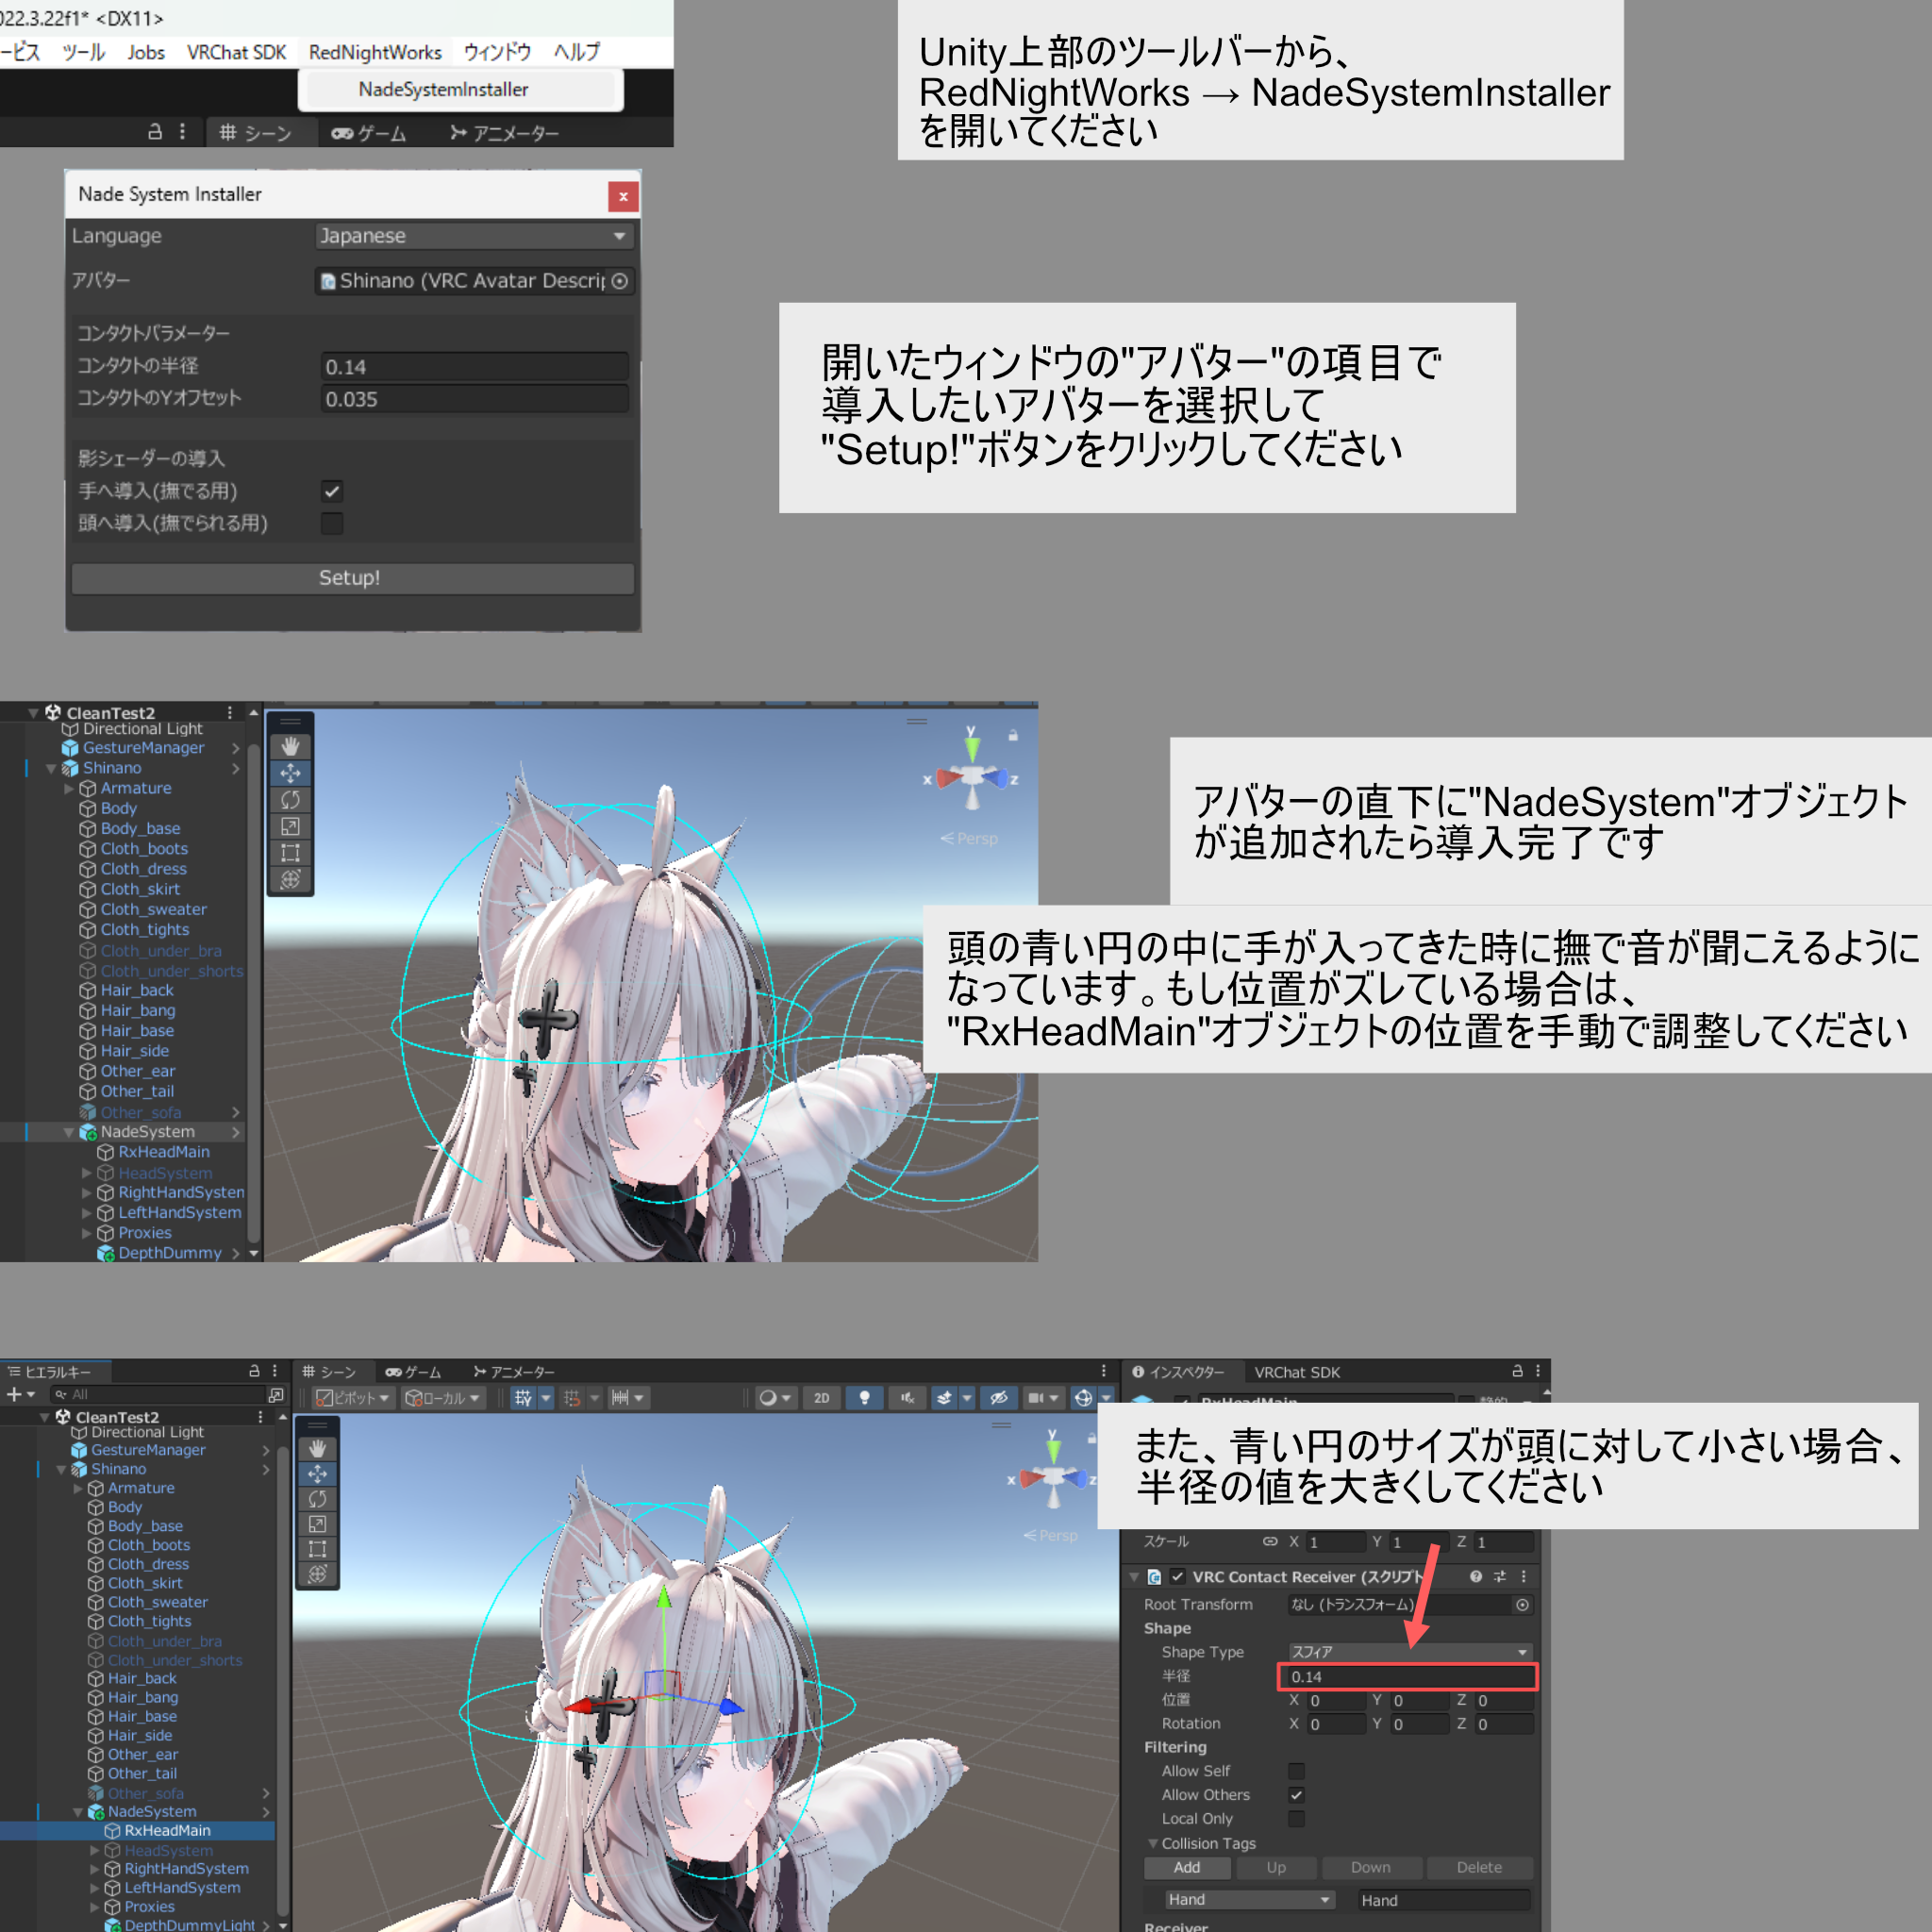 022.3.22f1* <DX11>
ービス ツール Jobs VRChat SDK RedNightWorks ウィンドウ ヘルプ
NadeSystemInstaller
シーン ゲーム アニメーター
Unity上部のツールバーから、
RedNightWorks → NadeSystemInstaller
を開いてください
Nade System Installer
Language Japanese
アバター Shinano (VRC Avatar Descrip
コンタクトパラメーター
コンタクトの半径 0.14
コンタクトのYオフセット 0.035
影シェーダーの導入
手へ導入(撫でる用)
頭へ導入(撫でられる用)
Setup!
開いたウィンドウの"アバター"の項目で
導入したいアバターを選択して
"Setup!"ボタンをクリックしてください
CleanTest2
Directional Light
GestureManager
Shinano
Armature
Body
Body_base
Cloth_boots
Cloth_dress
Cloth_skirt
Cloth_sweater
Cloth_tights
Cloth_under_bra
Cloth_under_shorts
Hair_back
Hair_bang
Hair_base
Hair_side
Other_ear
Other_tail
Other_sofa
NadeSystem
RxHeadMain
HeadSystem
RightHandSystem
LeftHandSystem
Proxies
DepthDummy
y
x z
Persp
アバターの直下に"NadeSystem"オブジェクト
が追加されたら導入完了です
頭の青い円の中に手が入ってきた時に撫で音が聞こえるように
なっています。もし位置がズレている場合は、
"RxHeadMain"オブジェクトの位置を手動で調整してください
ヒエラルキー
All
CleanTest2
Directional Light
GestureManager
Shinano
Armature
Body
Body_base
Cloth_boots
Cloth_dress
Cloth_skirt
Cloth_sweater
Cloth_tights
Cloth_under_bra
Cloth_under_shorts
Hair_back
Hair_bang
Hair_base
Hair_side
Other_ear
Other_tail
Other_sofa
NadeSystem
RxHeadMain
HeadSystem
RightHandSystem
LeftHandSystem
Proxies
DepthDummyLight
シーン ゲーム アニメーター
ピボット ローカル 2D
y
x z
Persp
インスペクター VRChat SDK
RxHeadMain 静的
また、青い円のサイズが頭に対して小さい場合、
半径の値を大きくしてください
スケール X 1 Y 1 Z 1
VRC Contact Receiver (スクリプト
Root Transform なし (トランスフォーム)
Shape
Shape Type スフィア
半径 0.14
位置 X 0 Y 0 Z 0
Rotation X 0 Y 0 Z 0
Filtering
Allow Self
Allow Others
Local Only
Collision Tags
Add Up Down Delete
Hand Hand
Receiver